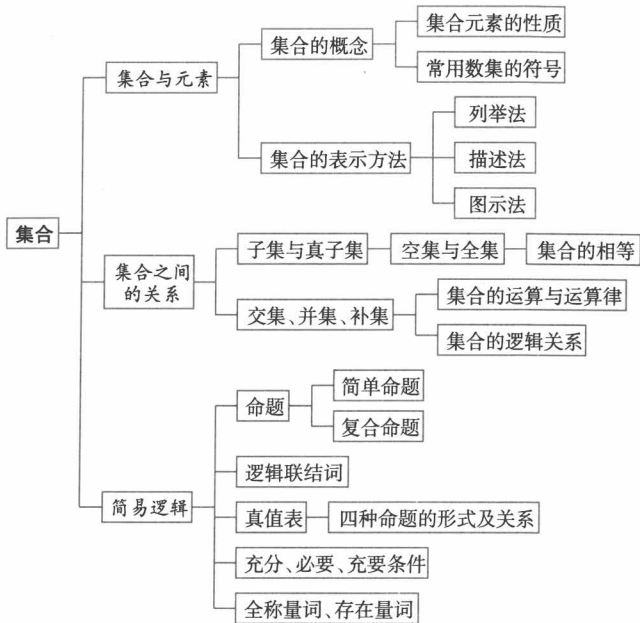 集合
集合与元素
集合的概念
集合元素的性质
常用数集的符号
集合的表示方法
列举法
描述法
图示法
集合之间
的关系
子集与真子集
空集与全集
集合的相等
交集、并集、补集
集合的运算与运算律
集合的逻辑关系
简易逻辑
命题
简单命题
复合命题
逻辑联结词
真值表
四种命题的形式及关系
充分、必要、充要条件
全称量词、存在量词